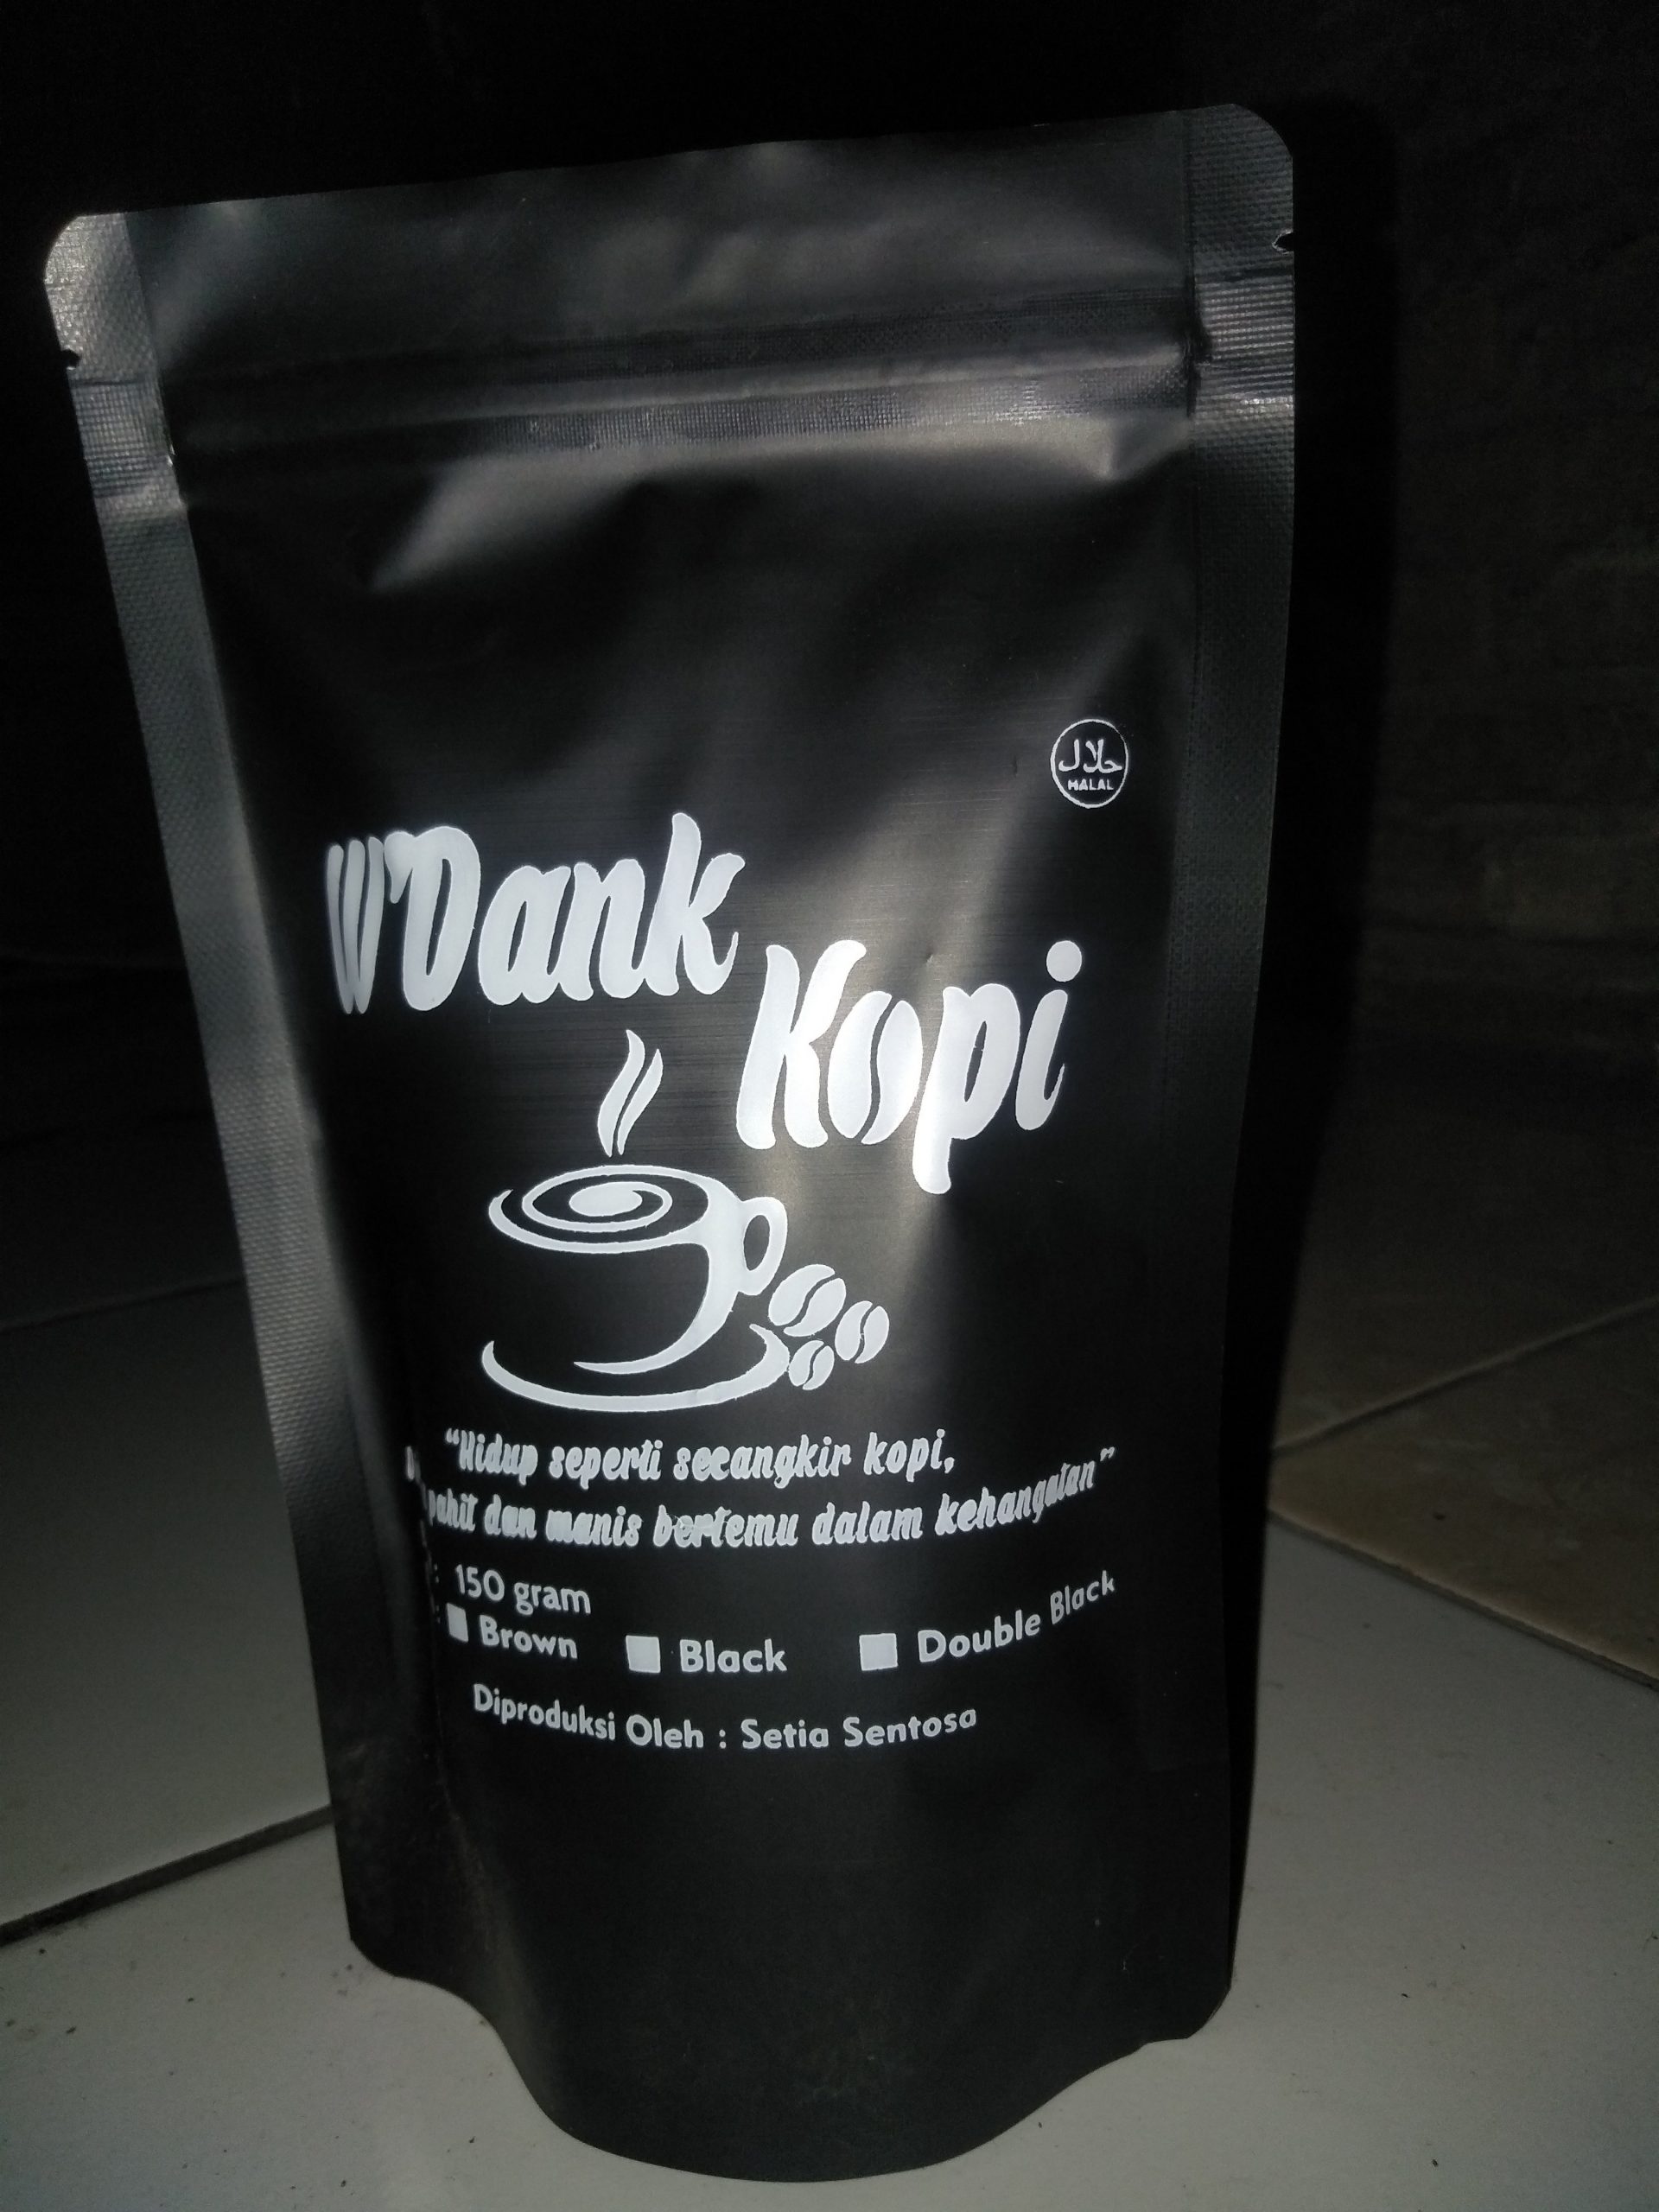 حلال
HALAL
W'Dank
Kopi
"Hidup seperti secangkir kopi,
pahit dan manis bertemu dalam kehangatan"
: 150 gram
: Brown Black Double Black
Diproduksi Oleh : Setia Sentosa